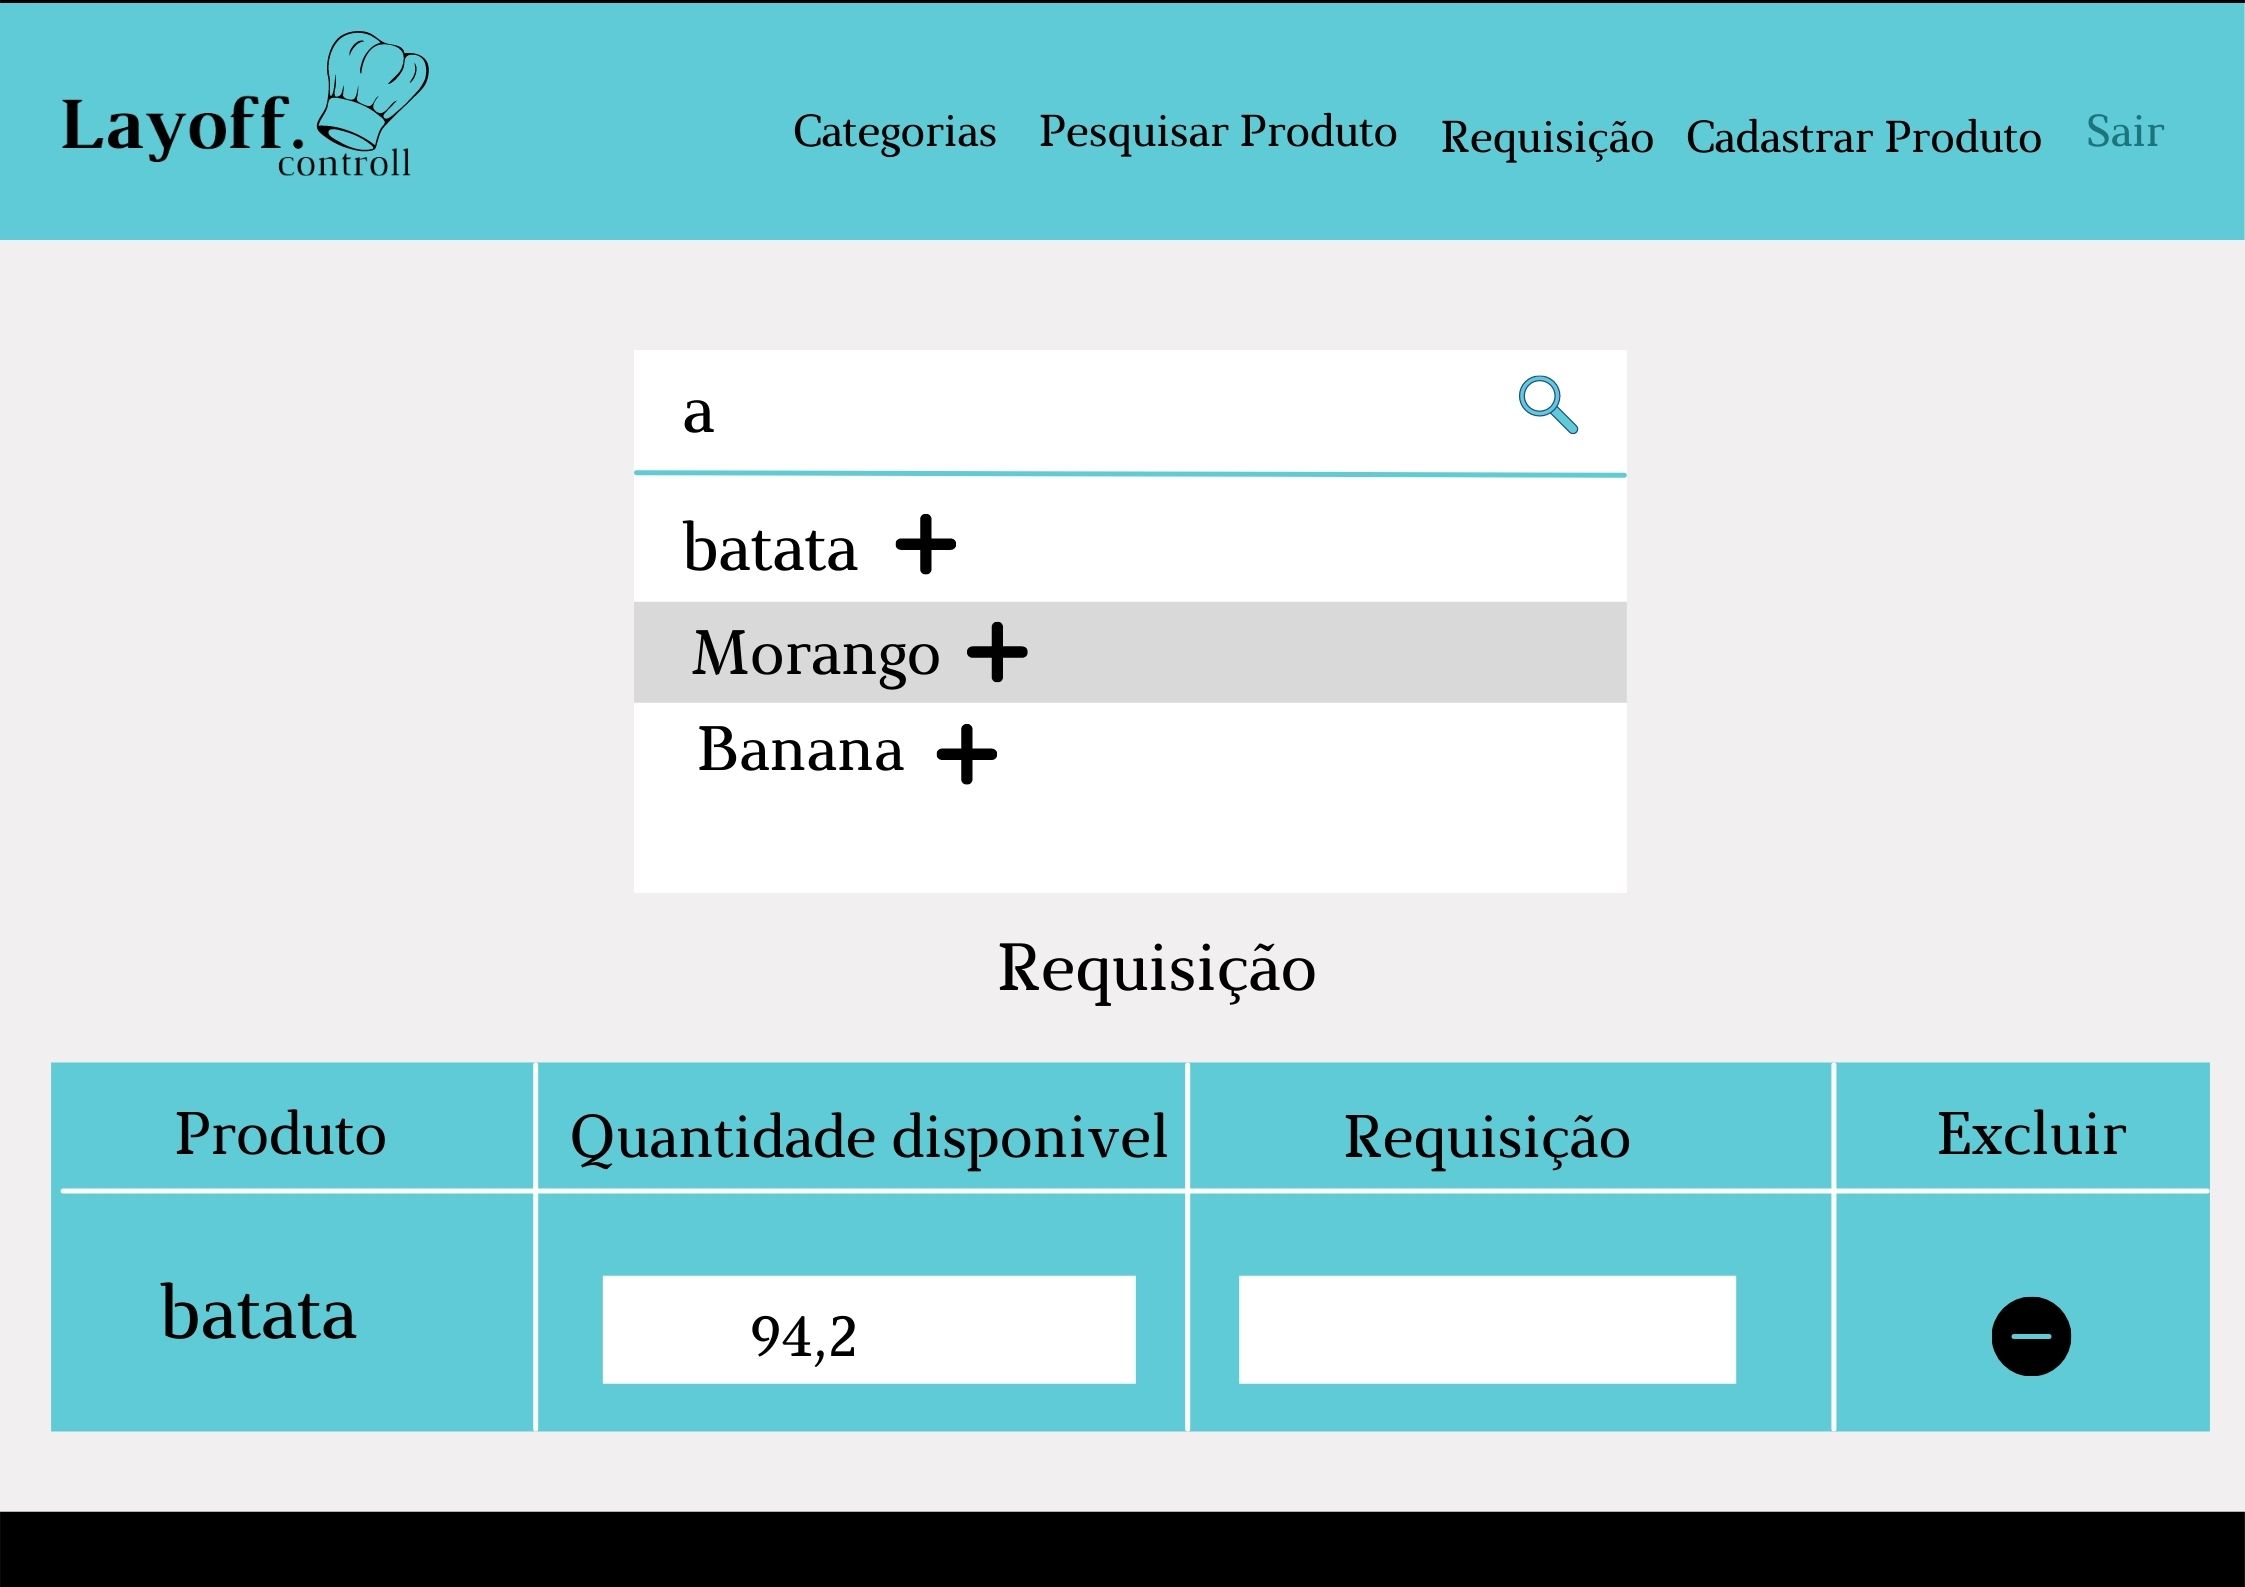 Layoff.
controll
Categorias Pesquisar Produto Requisição Cadastrar Produto Sair
a
batata
Morango
Banana
Requisição
Produto Quantidade disponivel Requisição Excluir
batata 94,2